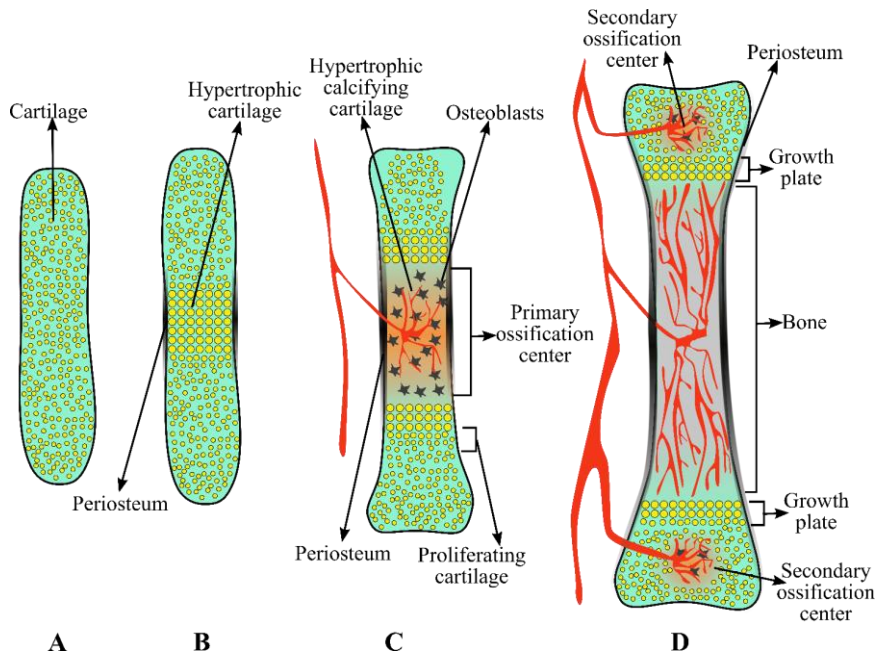 Cartilage
Hypertrophic
cartilage
Periosteum
A
B
Hypertrophic
calcifying
cartilage
Osteoblasts
Primary
ossification
center
Periosteum
Proliferating
cartilage
C
Secondary
ossification
center
Periosteum
Growth
plate
Bone
Growth
plate
Secondary
ossification
center
D